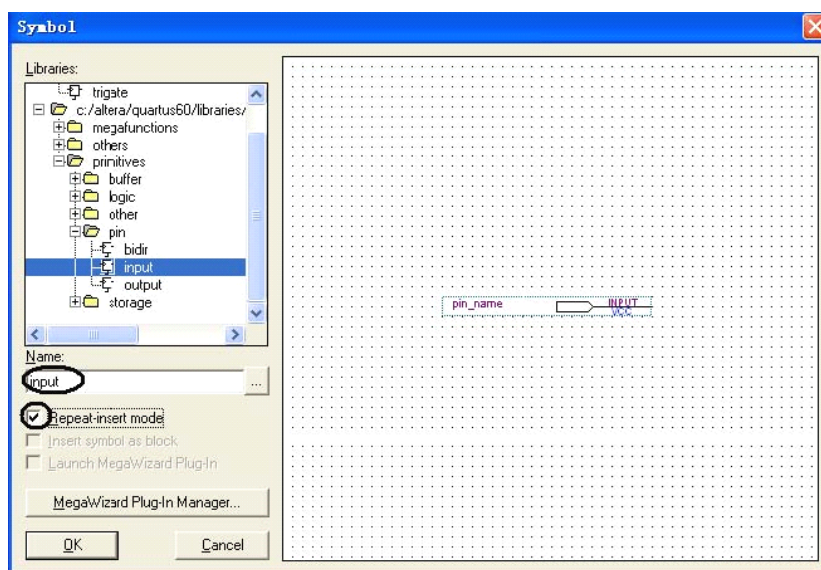 Symbol
Libraries:
trigate
c:/altera/quartus60/libraries/
megafunctions
others
primitives
buffer
logic
other
pin
bidir
input
output
storage
Name:
input
...
Repeat-insert mode
Insert symbol as block
Launch MegaWizard Plug-In
MegaWizard Plug-In Manager...
OK
Cancel
pin_name
INPUT
VCC